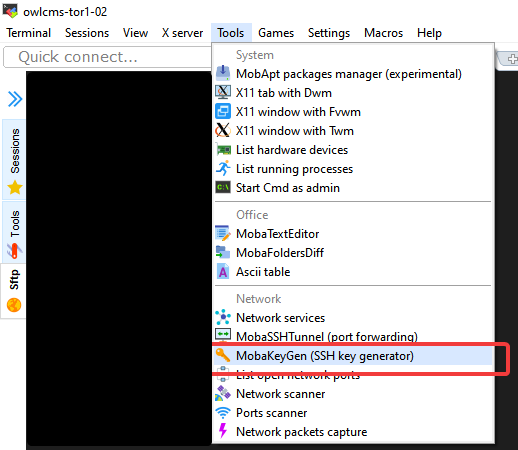 owlcms-tor1-02
Terminal Sessions View X server Tools Games Settings Macros Help
Quick connect...
System
MobApt packages manager (experimental)
X11 tab with Dwm
X11 window with Fvwm
X11 window with Twm
List hardware devices
List running processes
Start Cmd as admin
Office
MobaTextEditor
MobaFoldersDiff
Ascii table
Network
Network services
MobaSSHTunnel (port forwarding)
MobaKeyGen (SSH key generator)
List open network ports
Network scanner
Ports scanner
Network packets capture
Sessions
Tools
Sftp